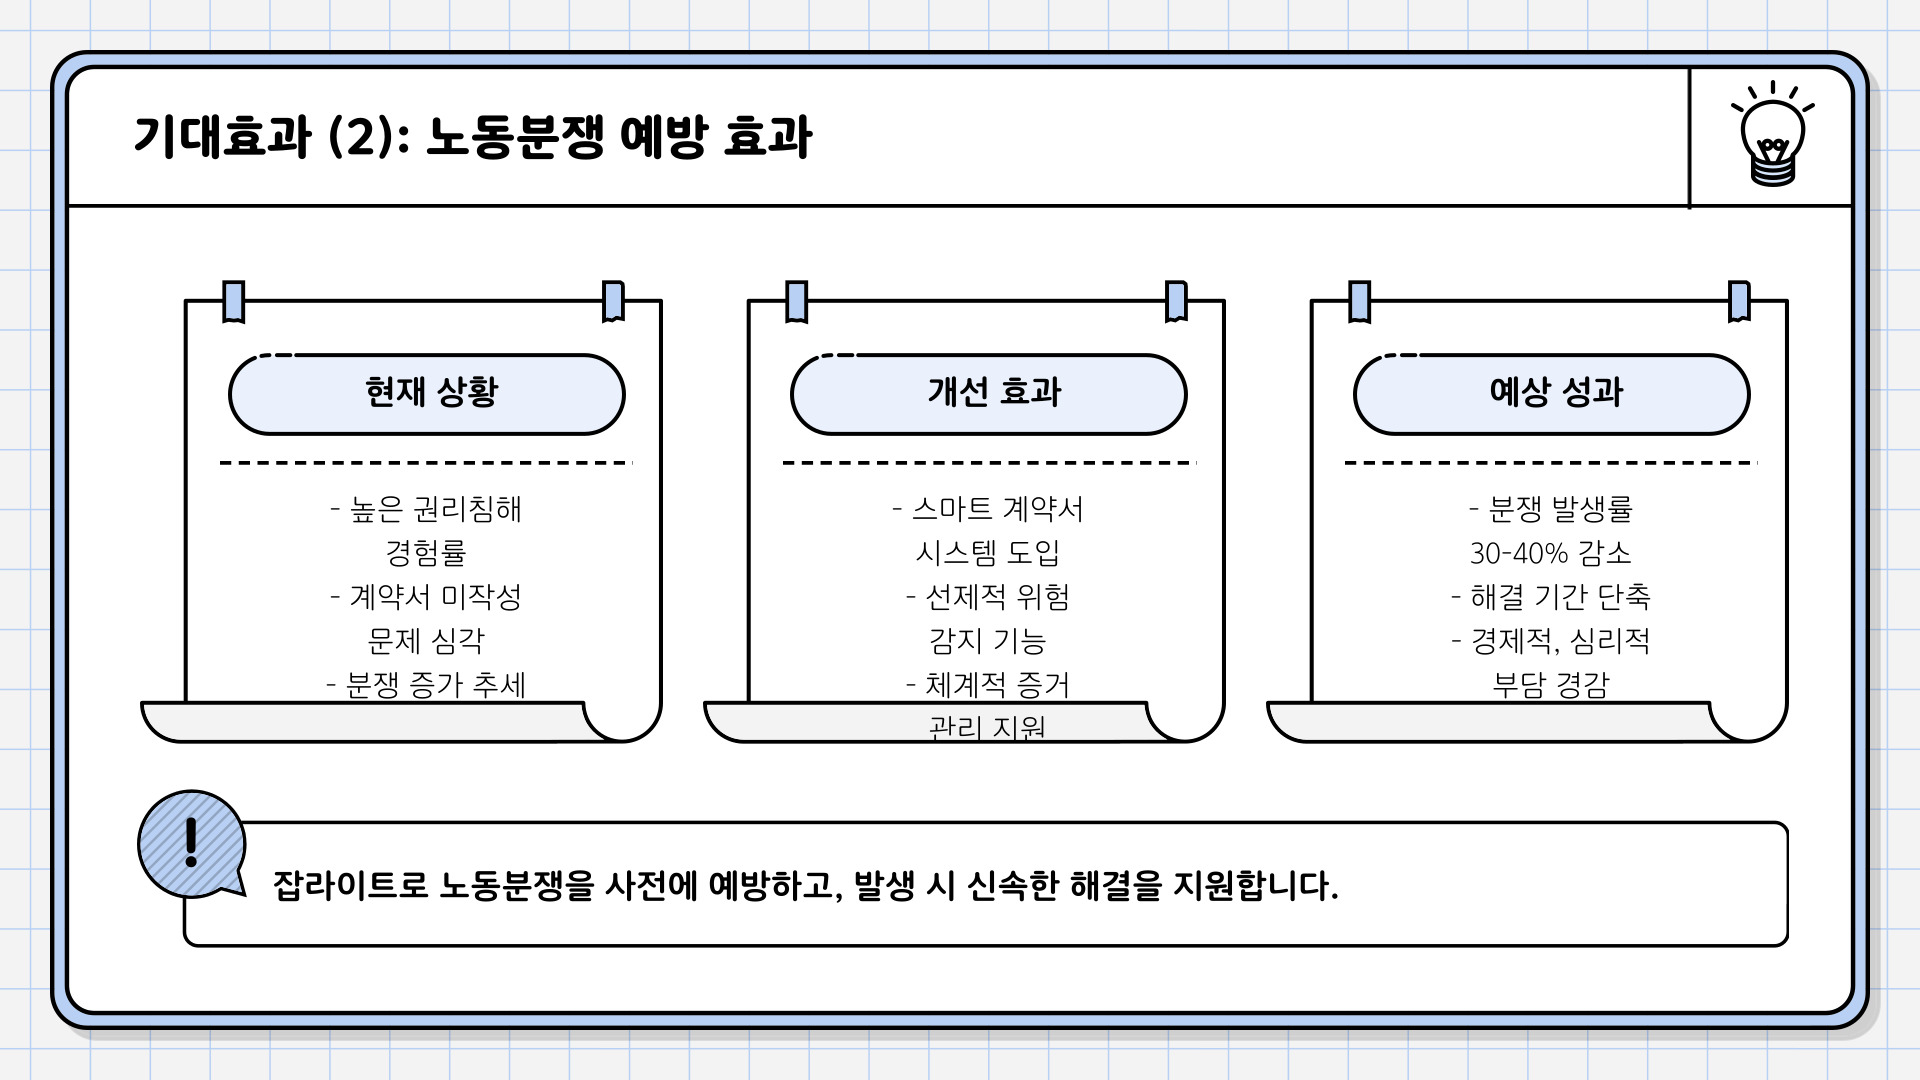 기대효과 (2): 노동분쟁 예방 효과
현재 상황
- 높은 권리침해
경험률
- 계약서 미작성
문제 심각
- 분쟁 증가 추세
개선 효과
- 스마트 계약서
시스템 도입
- 선제적 위험
감지 기능
- 체계적 증거
관리 지원
예상 성과
- 분쟁 발생률
30-40% 감소
- 해결 기간 단축
- 경제적, 심리적
부담 경감
!
잡라이트로 노동분쟁을 사전에 예방하고, 발생 시 신속한 해결을 지원합니다.